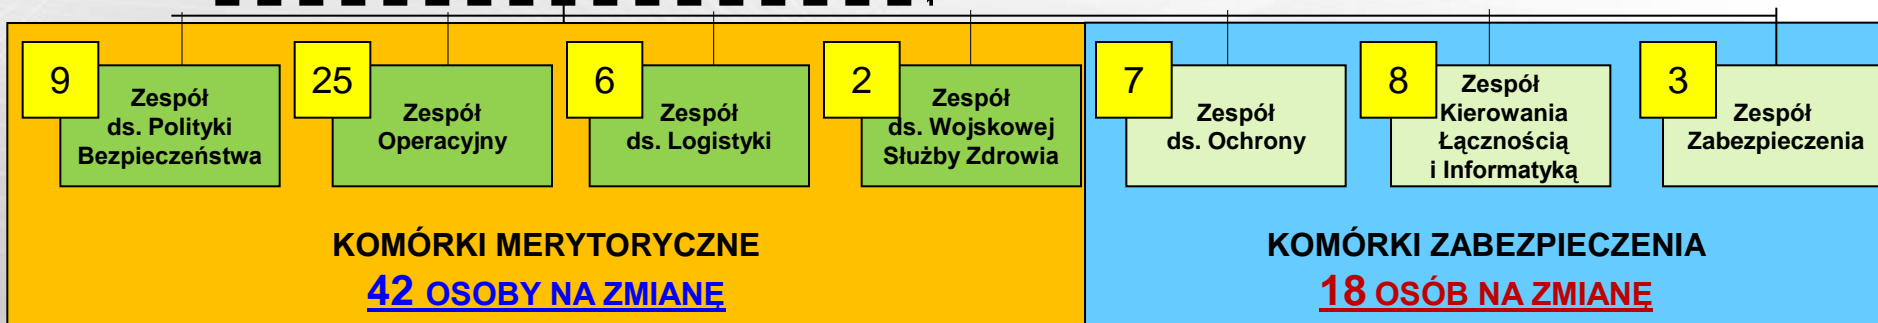 9
Zespół
ds. Polityki
Bezpieczeństwa
25
Zespół
Operacyjny
6
Zespół
ds. Logistyki
2
Zespół
ds. Wojskowej
Służby Zdrowia
7
Zespół
ds. Ochrony
8
Zespół
Kierowania
Łącznością
i Informatyką
3
Zespół
Zabezpieczenia
KOMÓRKI MERYTORYCZNE
42 OSOBY NA ZMIANĘ
KOMÓRKI ZABEZPIECZENIA
18 OSÓB NA ZMIANĘ